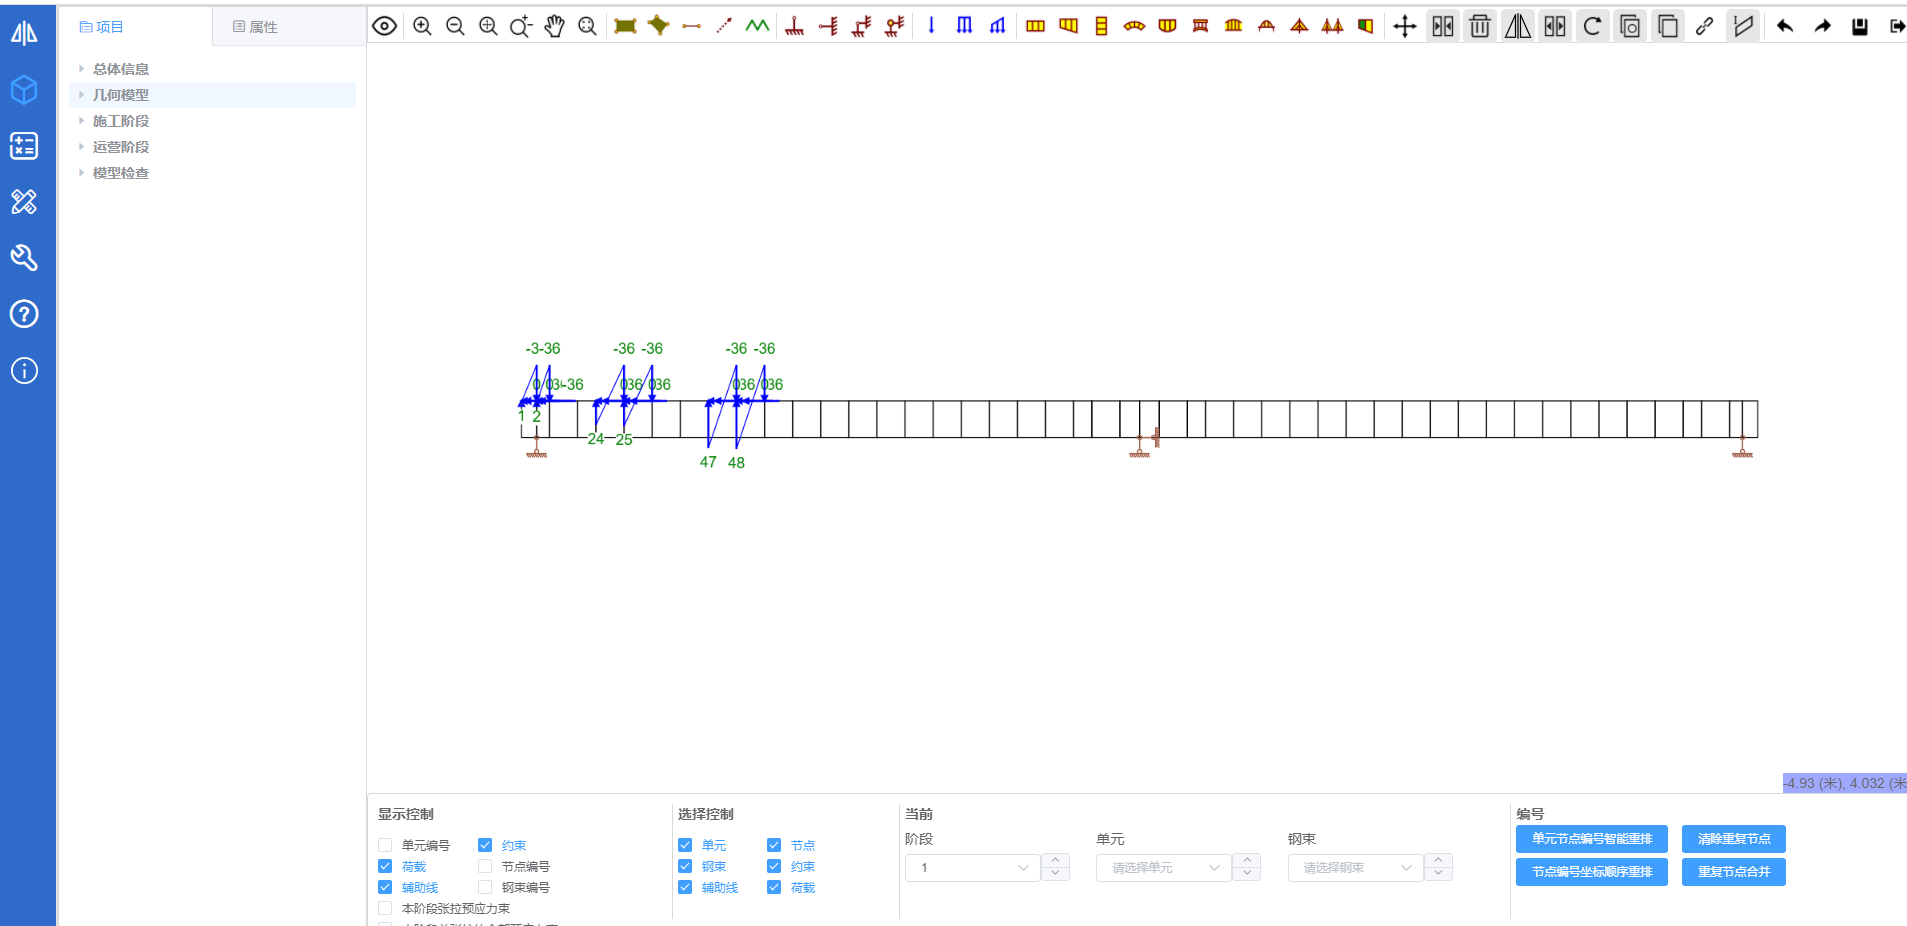 项目
属性
总体信息
几何模型
施工阶段
运营阶段
模型检查
-3-36
-36 -36
-36 -36
-36
036
036
036
036
1 2
24 25
47 48
-4.93 (米), 4.032 (米
显示控制
单元编号 约束
荷载 节点编号
辅助线 钢束编号
本阶段张拉预应力束
选择控制
单元 节点
钢束 约束
辅助线 荷载
当前
阶段 单元 钢束
1 请选择单元 请选择钢束
编号
单元节点编号智能重排 清除重复节点
节点编号坐标顺序重排 重复节点合并